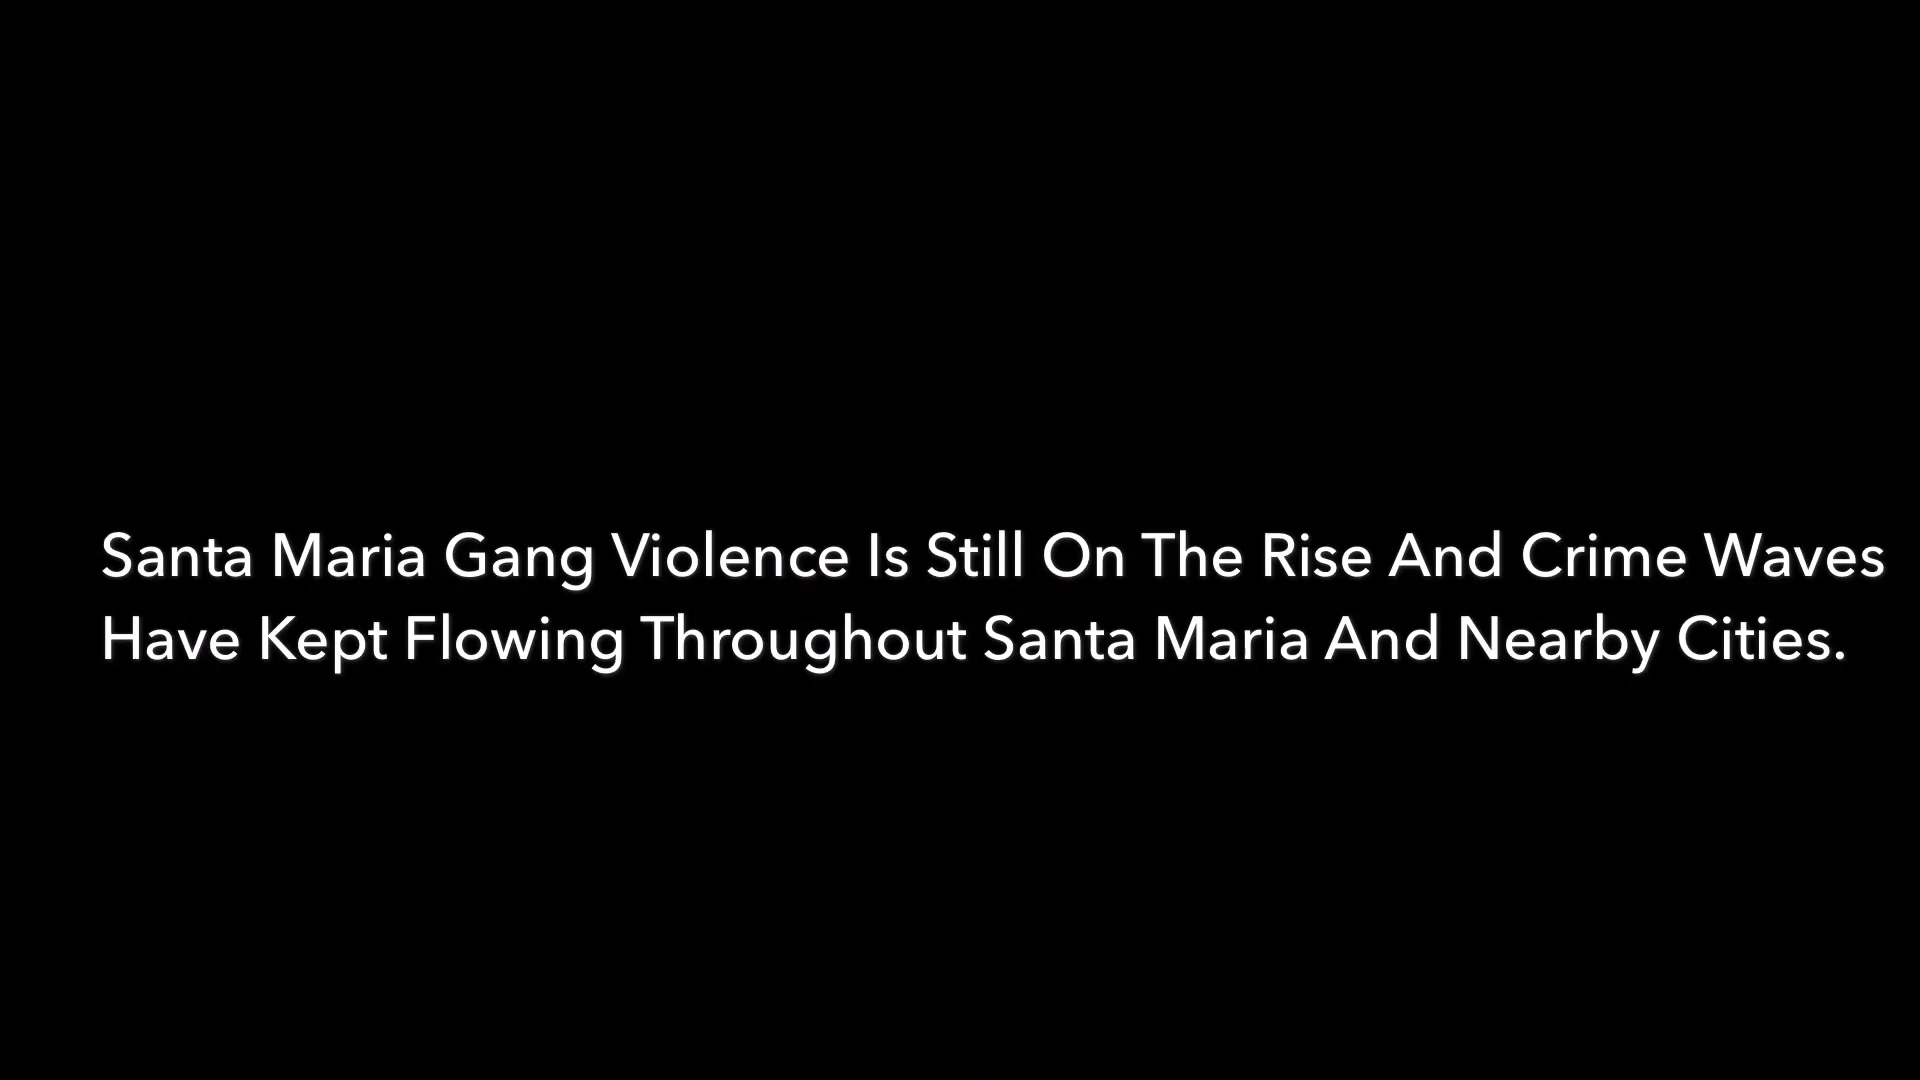 Santa Maria Gang Violence Is Still On The Rise And Crime Waves
Have Kept Flowing Throughout Santa Maria And Nearby Cities.